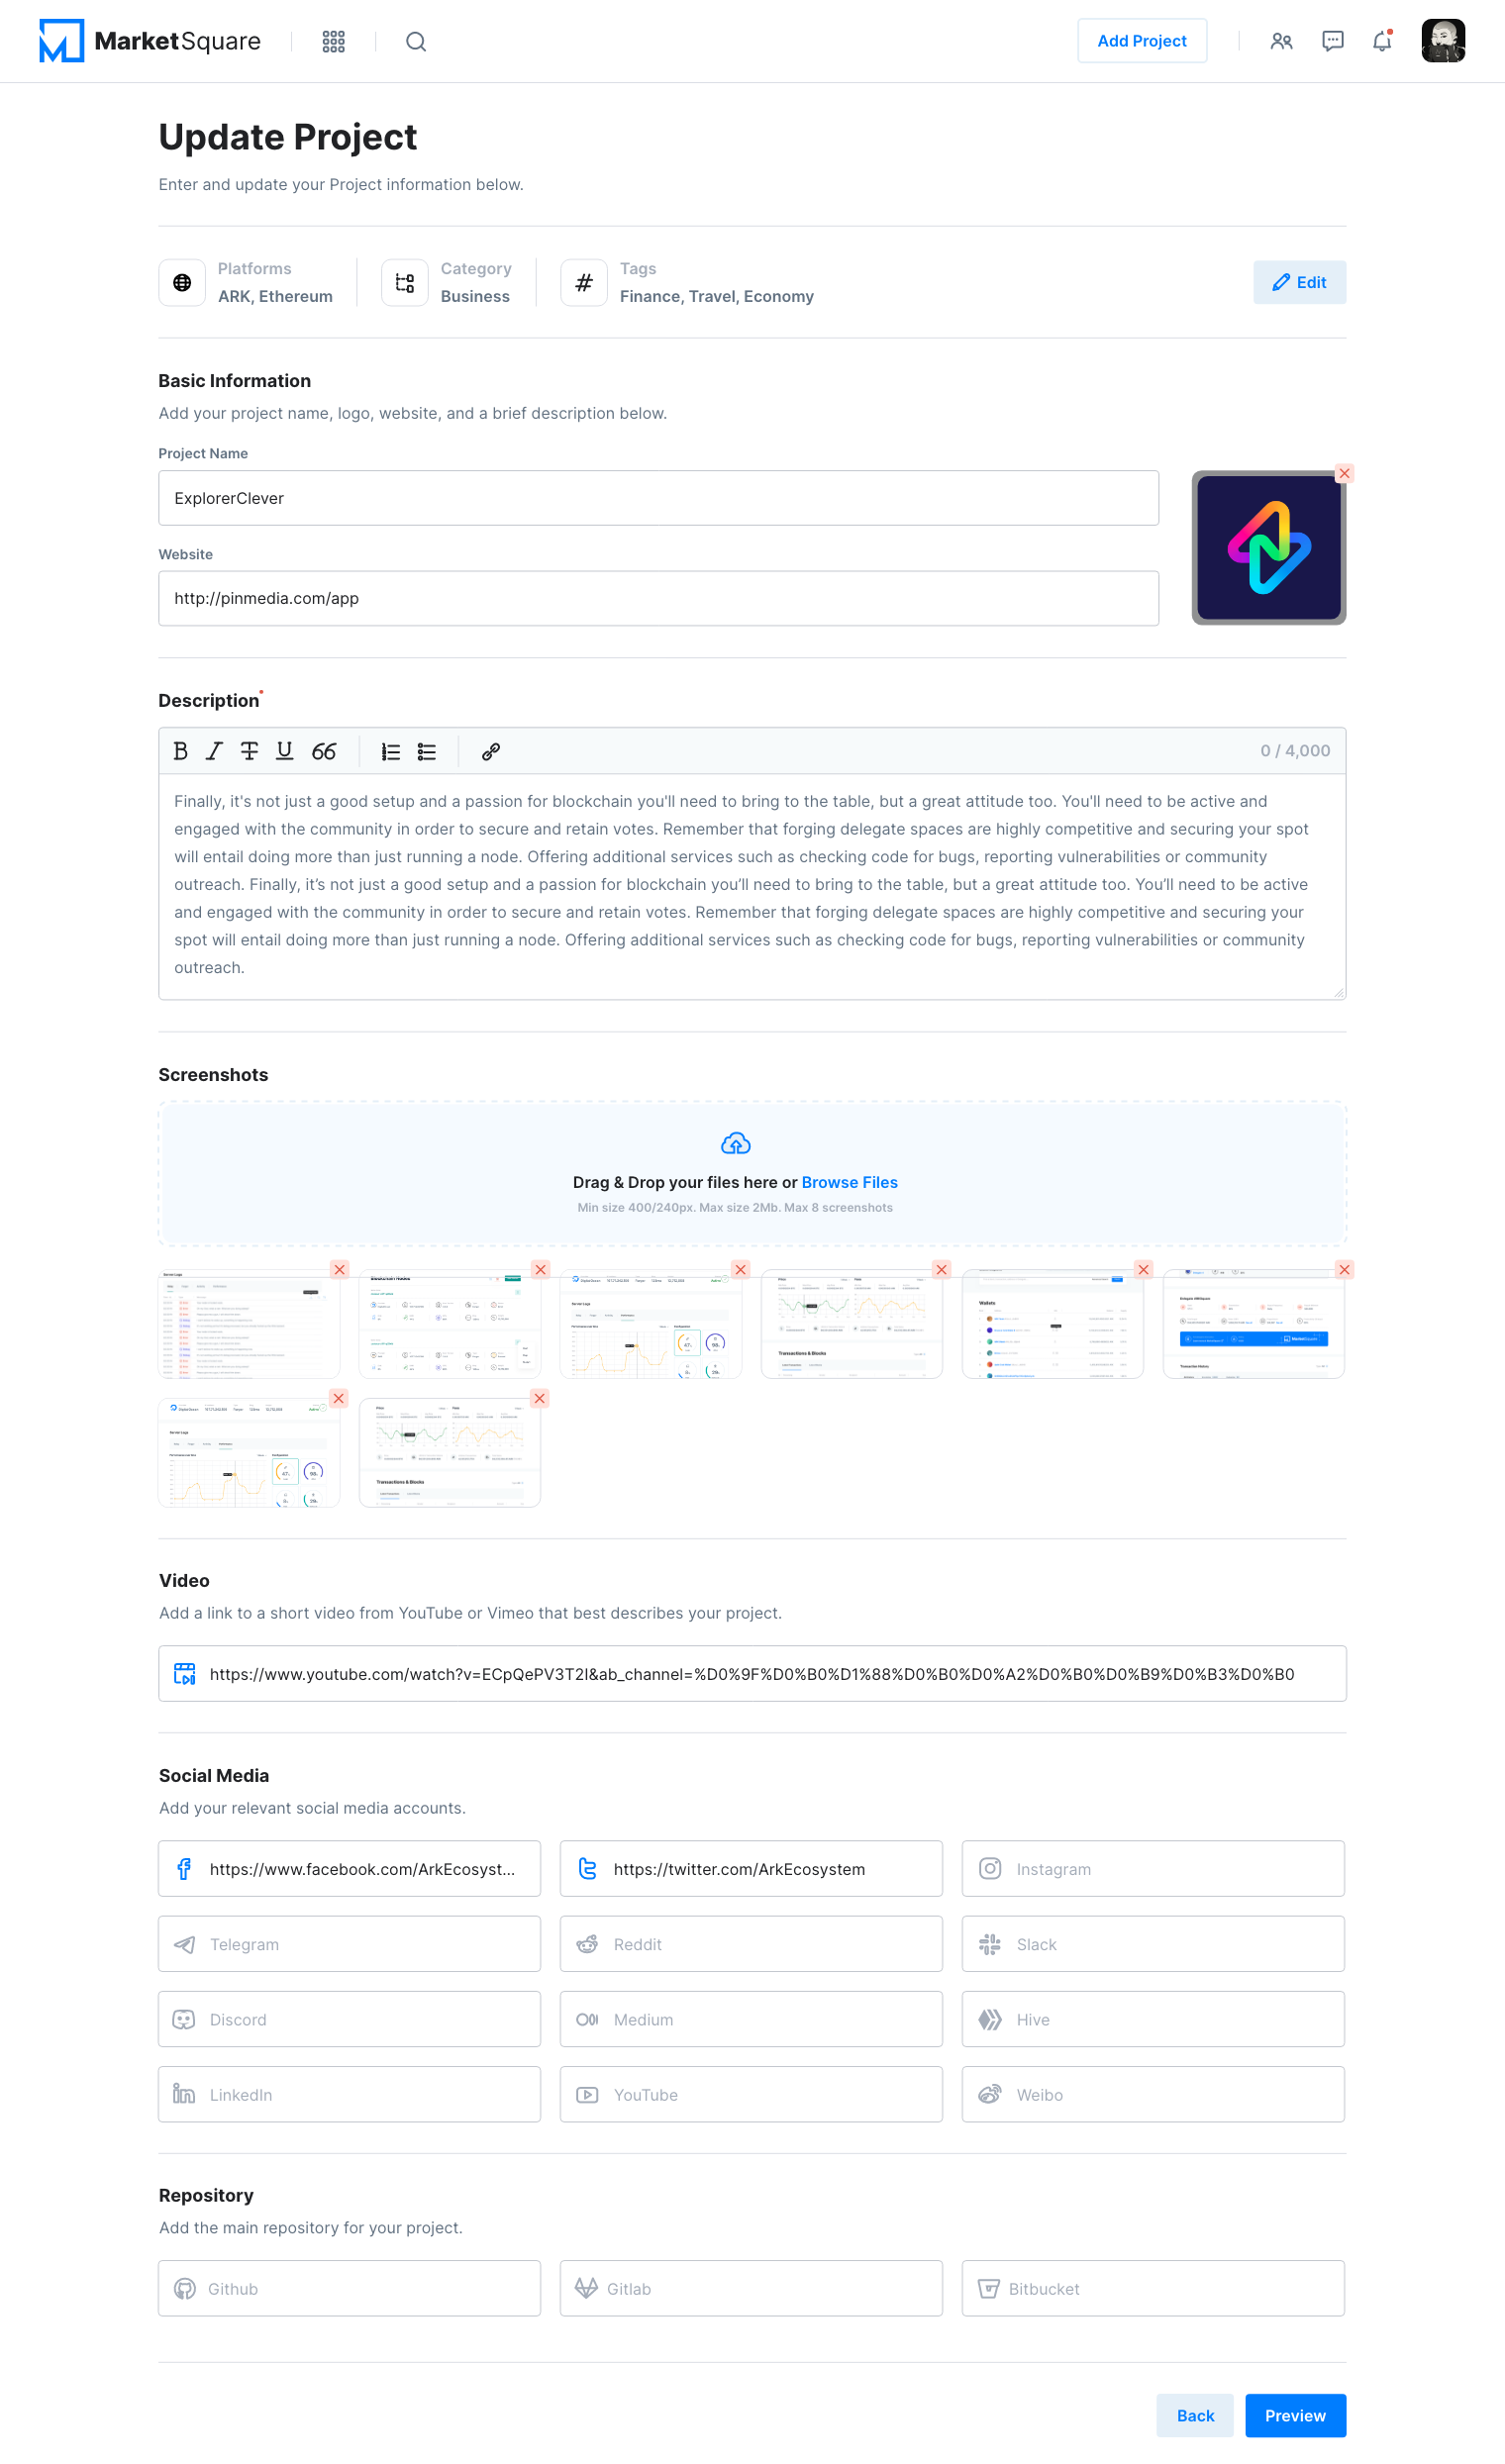 MarketSquare
Add Project
Update Project
Enter and update your Project information below.
Platforms
ARK, Ethereum
Category
Business
Tags
Finance, Travel, Economy
Edit
Basic Information
Add your project name, logo, website, and a brief description below.
Project Name
ExplorerClever
Website
http://pinmedia.com/app
Description
0 / 4,000
Finally, it's not just a good setup and a passion for blockchain you'll need to bring to the table, but a great attitude too. You'll need to be active and
engaged with the community in order to secure and retain votes. Remember that forging delegate spaces are highly competitive and securing your spot
will entail doing more than just running a node. Offering additional services such as checking code for bugs, reporting vulnerabilities or community
outreach. Finally, it’s not just a good setup and a passion for blockchain you’ll need to bring to the table, but a great attitude too. You’ll need to be active
and engaged with the community in order to secure and retain votes. Remember that forging delegate spaces are highly competitive and securing your
spot will entail doing more than just running a node. Offering additional services such as checking code for bugs, reporting vulnerabilities or community
outreach.
Screenshots
Drag & Drop your files here or Browse Files
Min size 400/240px. Max size 2Mb. Max 8 screenshots
Server Logs
Wallets
Transactions & Blocks
MarketSquare
Server Logs
Transactions & Blocks
Video
Add a link to a short video from YouTube or Vimeo that best describes your project.
https://www.youtube.com/watch?v=ECpQePV3T2I&ab_channel=%D0%9F%D0%B0%D1%88%D0%B0%D0%A2%D0%B0%D0%B9%D0%B3%D0%B0
Social Media
Add your relevant social media accounts.
https://www.facebook.com/ArkEcosyst...
https://twitter.com/ArkEcosystem
Instagram
Telegram
Reddit
Slack
Discord
Medium
Hive
LinkedIn
YouTube
Weibo
Repository
Add the main repository for your project.
Github
Gitlab
Bitbucket
Back
Preview